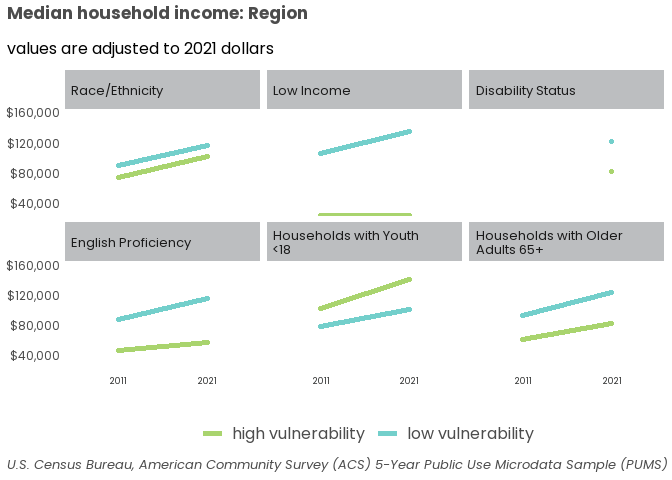 Median household income: Region
values are adjusted to 2021 dollars
Race/Ethnicity
Low Income
Disability Status
$160,000
$120,000
$80,000
$40,000
English Proficiency
Households with Youth
<18
Households with Older
Adults 65+
$160,000
$120,000
$80,000
$40,000
2011 2021
2011 2021
2011 2021
high vulnerability low vulnerability
U.S. Census Bureau, American Community Survey (ACS) 5-Year Public Use Microdata Sample (PUMS)